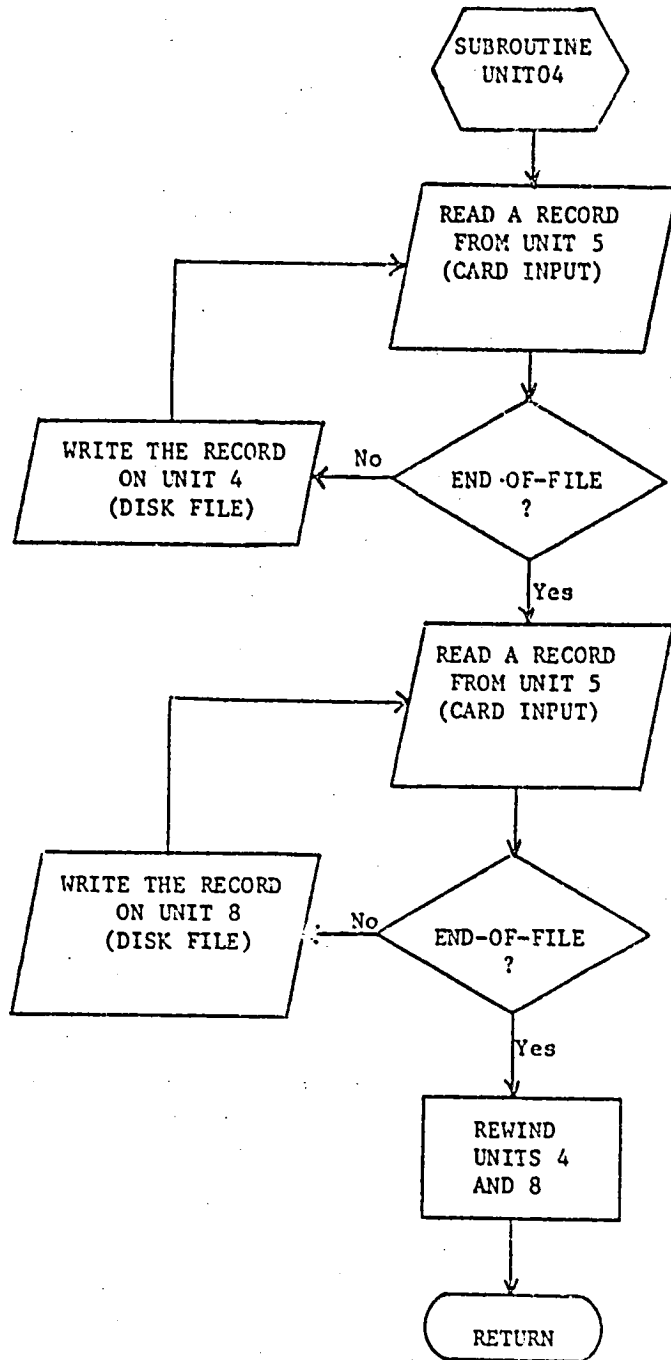 SUBROUTINE
UNIT04
READ A RECORD
FROM UNIT 5
(CARD INPUT)
WRITE THE RECORD
ON UNIT 4
(DISK FILE)
No
END-OF-FILE
?
Yes
READ A RECORD
FROM UNIT 5
(CARD INPUT)
WRITE THE RECORD
ON UNIT 8
(DISK FILE)
No
END-OF-FILE
?
Yes
REWIND
UNITS 4
AND 8
RETURN